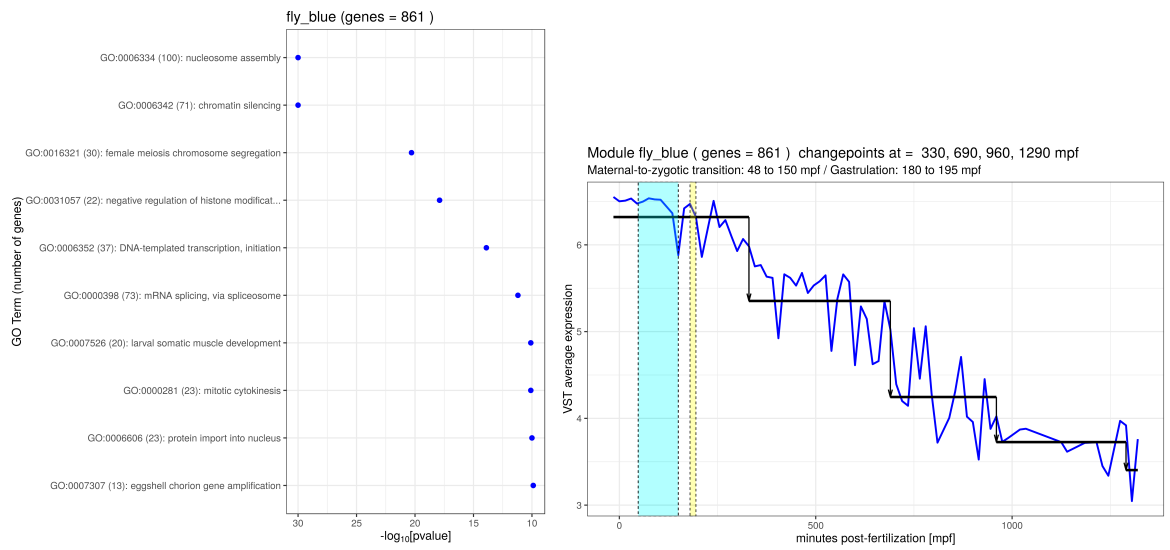 fly_blue (genes = 861 )
GO Term (number of genes)
GO:0006334 (100): nucleosome assembly
GO:0006342 (71): chromatin silencing
GO:0016321 (30): female meiosis chromosome segregation
GO:0031057 (22): negative regulation of histone modificat...
GO:0006352 (37): DNA-templated transcription, initiation
GO:0000398 (73): mRNA splicing, via spliceosome
GO:0007526 (20): larval somatic muscle development
GO:0000281 (23): mitotic cytokinesis
GO:0006606 (23): protein import into nucleus
GO:0007307 (13): eggshell chorion gene amplification
30 25 20 15 10
-log10[pvalue]
Module fly_blue ( genes = 861 )  changepoints at =  330, 690, 960, 1290 mpf
Maternal-to-zygotic transition: 48 to 150 mpf / Gastrulation: 180 to 195 mpf
VST average expression
6
5
4
3
0 500 1000
minutes post-fertilization [mpf]